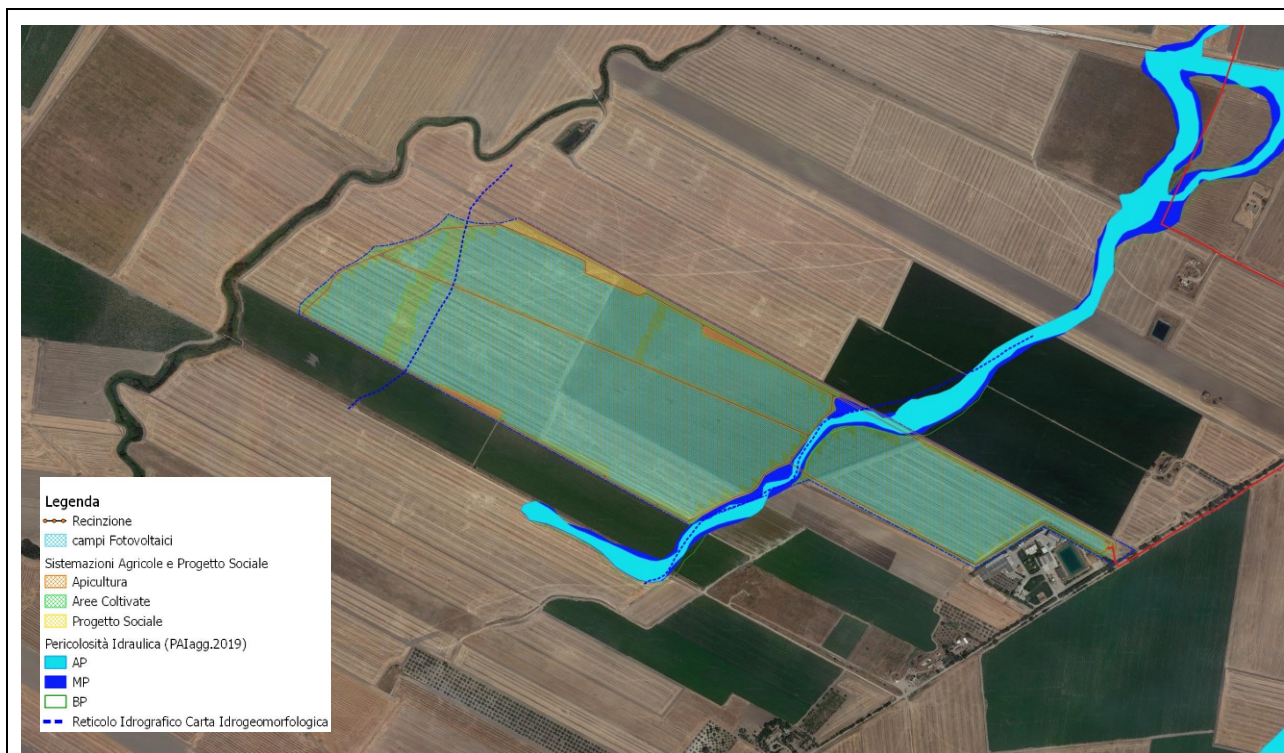 Legenda
Recinzione
campi Fotovoltaici
Sistemazioni Agricole e Progetto Sociale
Apicultura
Aree Coltivate
Progetto Sociale
Pericolosità Idraulica (PAIagg.2019)
AP
MP
BP
Reticolo Idrografico Carta Idrogeomorfologica